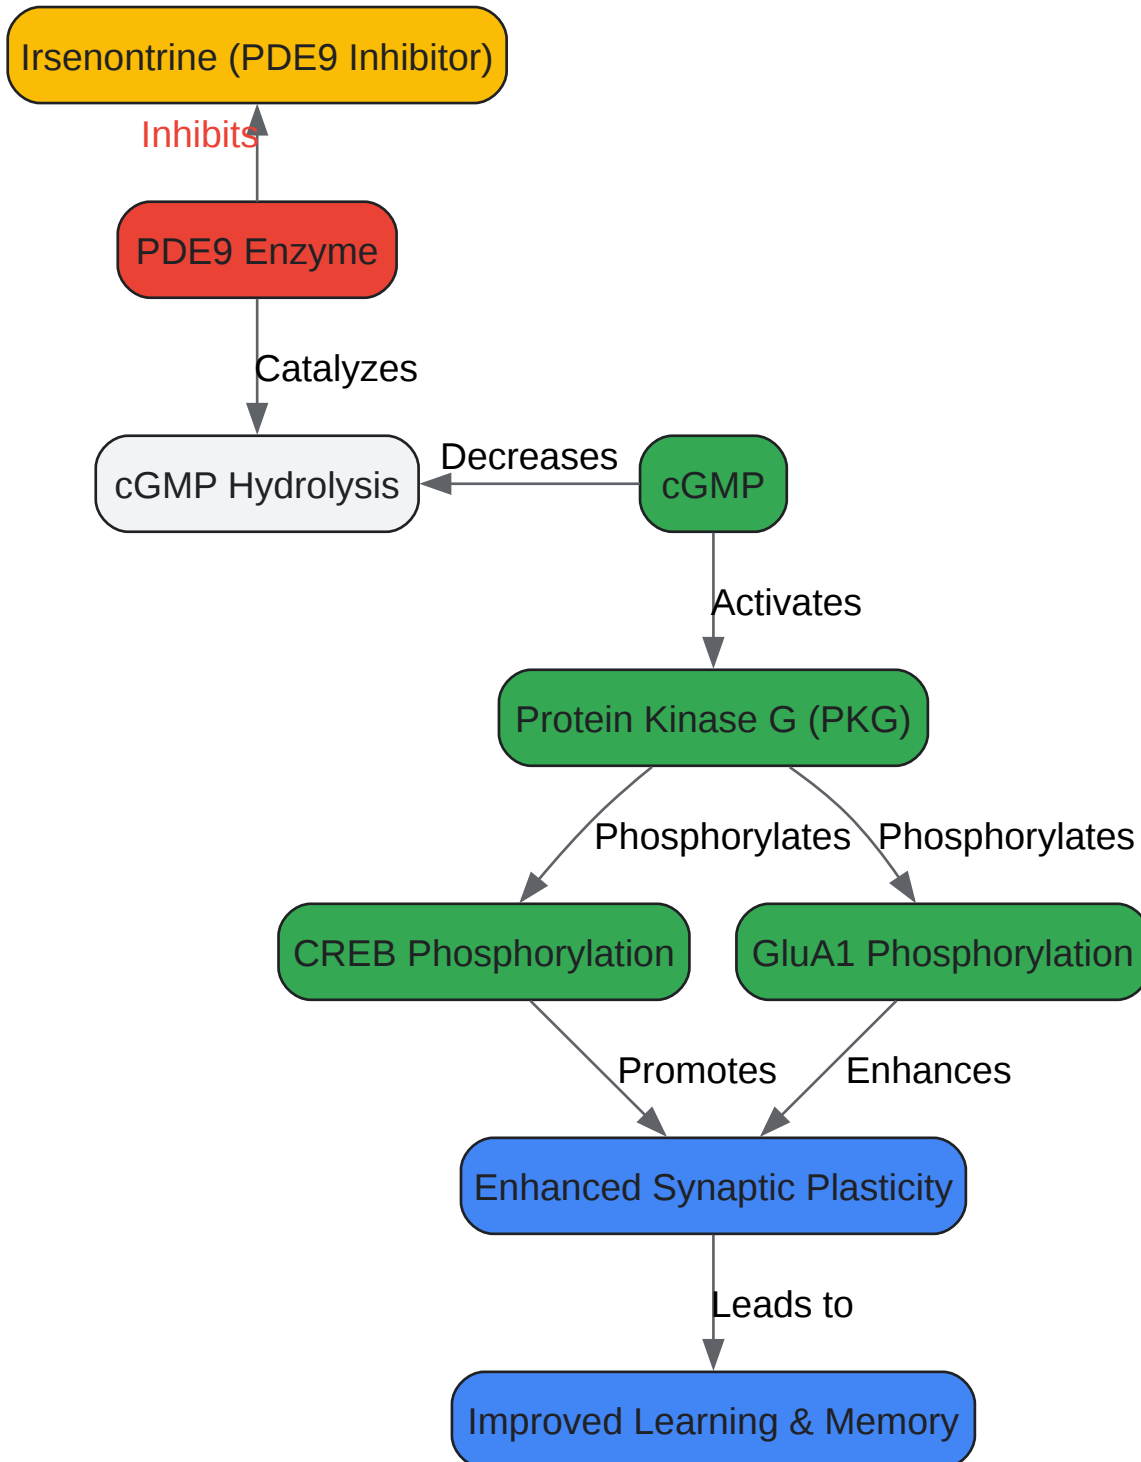 Irsenontrine (PDE9 Inhibitor)
Inhibits
PDE9 Enzyme
Catalyzes
cGMP Hydrolysis
Decreases
cGMP
Activates
Protein Kinase G (PKG)
Phosphorylates
Phosphorylates
CREB Phosphorylation
GluA1 Phosphorylation
Promotes
Enhances
Enhanced Synaptic Plasticity
Leads to
Improved Learning & Memory